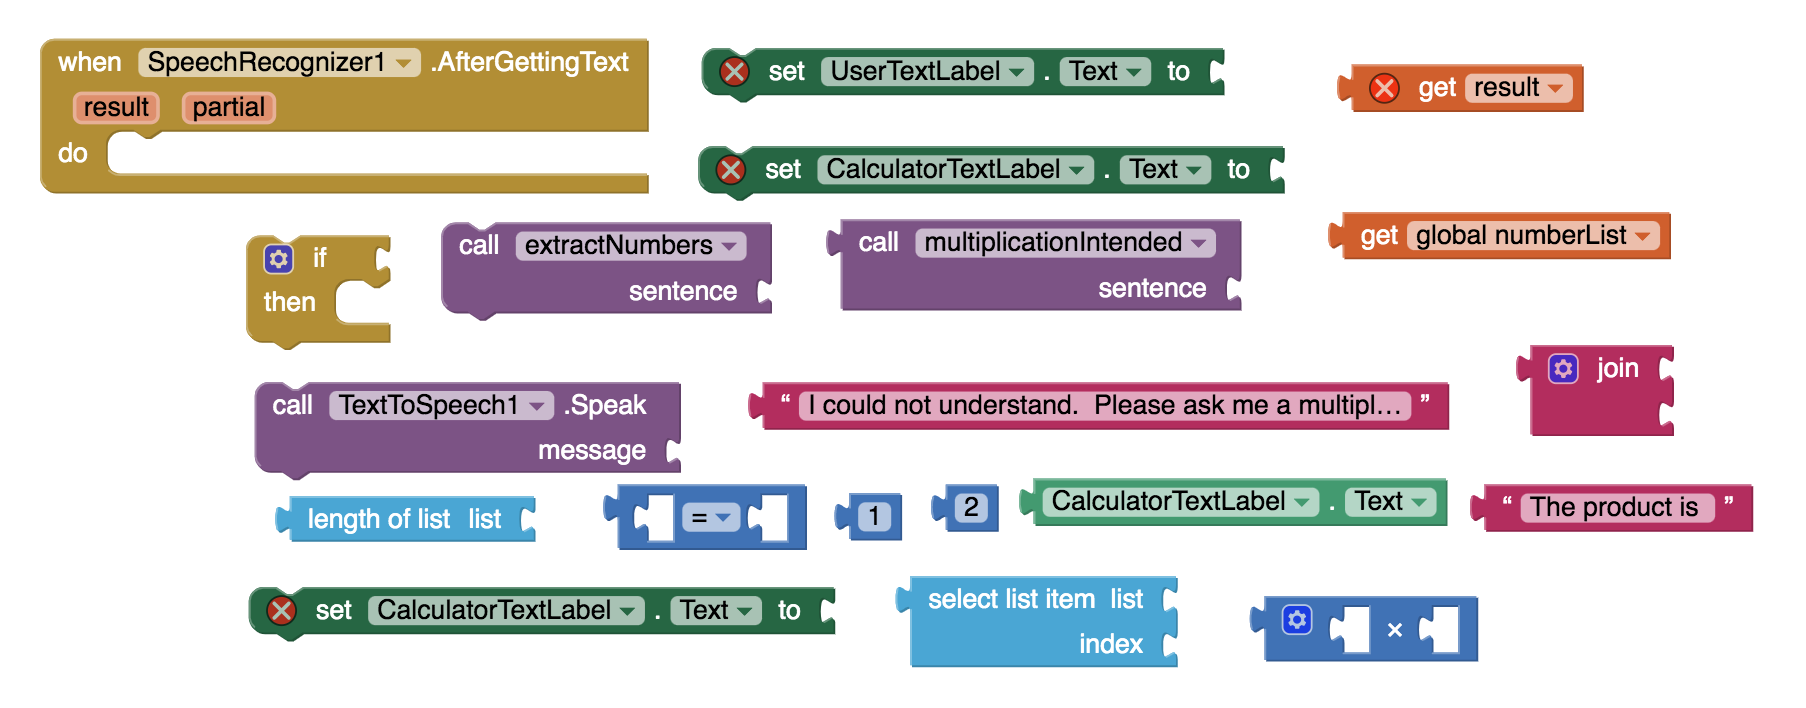 when SpeechRecognizer1 .AfterGettingText
result partial
do
set UserTextLabel . Text to
get result
set CalculatorTextLabel . Text to
if
then
call extractNumbers
sentence
call multiplicationIntended
sentence
get global numberList
call TextToSpeech1 .Speak
message
“ I could not understand.  Please ask me a multipl... ”
join
length of list list
=
1
2
CalculatorTextLabel . Text
“ The product is ”
set CalculatorTextLabel . Text to
select list item list
index
×